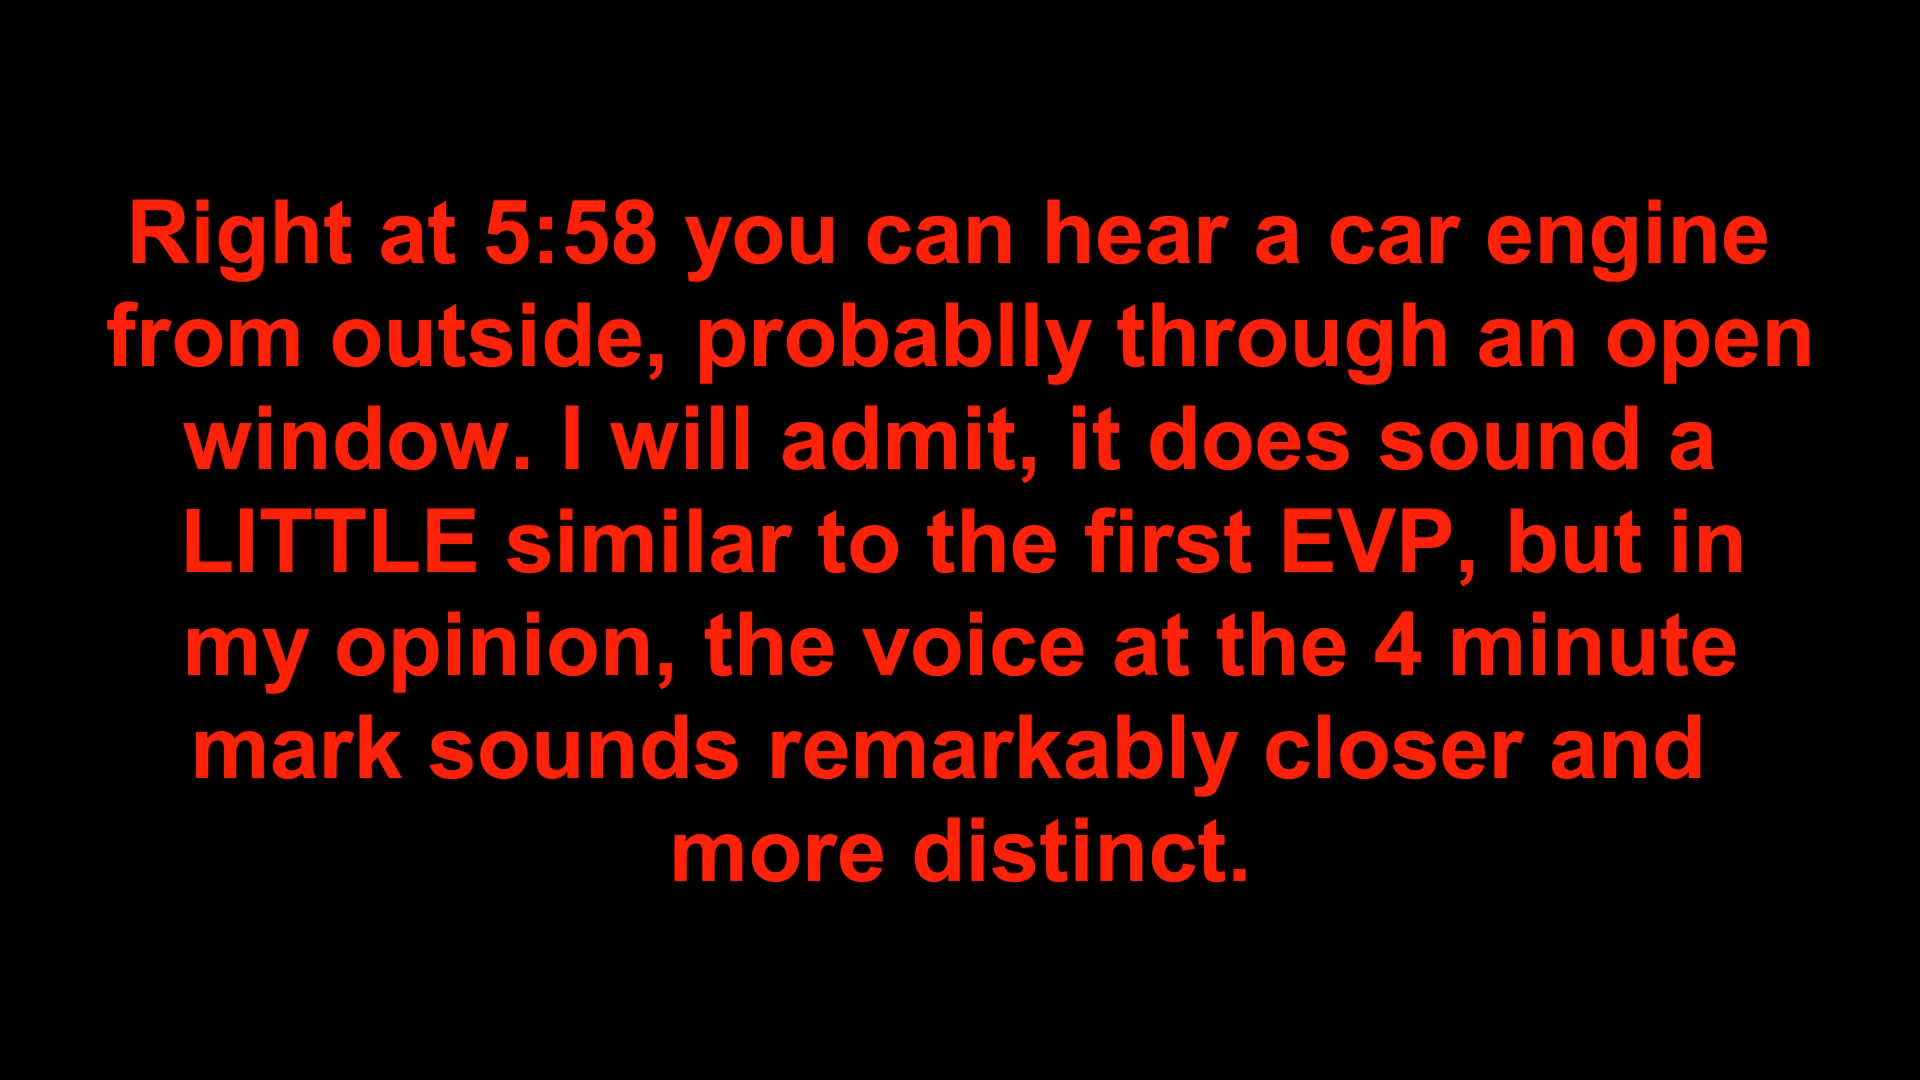 Right at 5:58 you can hear a car engine
from outside, probablly through an open
window. I will admit, it does sound a
LITTLE similar to the first EVP, but in
my opinion, the voice at the 4 minute
mark sounds remarkably closer and
more distinct.